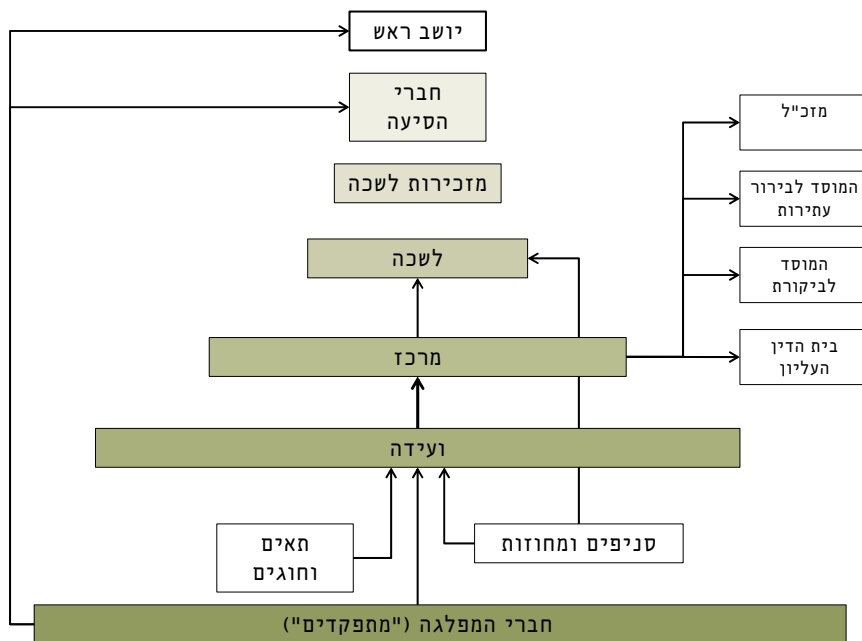 יושב ראש
חברי
הסיעה
מזכירות לשכה
לשכה
מרכז
ועידה
תאים
וחוגים
סניפים ומחוזות
חברי המפלגה ("מתפקדים")
מזכ"ל
המוסד לבירור
עתירות
המוסד
לביקורת
בית הדין
העליון